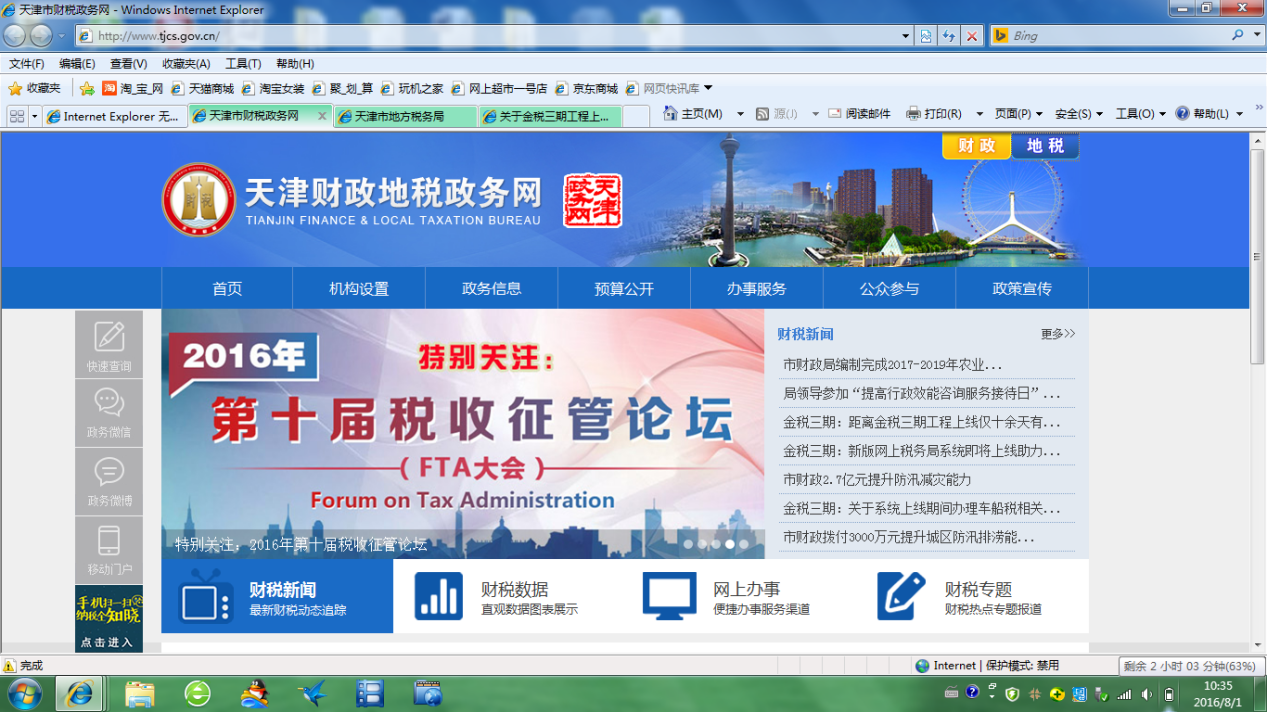 天津市财税政务网 - Windows Internet Explorer
http://www.tjcs.gov.cn/
Bing
文件(F) 编辑(E) 查看(V) 收藏夹(A) 工具(T) 帮助(H)
收藏夹 淘_宝_网 天猫商城 淘宝女装 聚_划_算 玩机之家 网上超市一号店 京东商城 网页快讯库
Internet Explorer 无... 天津市财税政务网 天津市地方税务局 关于金税三期工程上... 主页(M) 源(J) 阅读邮件 打印(R) 页面(P) 安全(S) 工具(O) 帮助(L)
财政 地税
天津财政地税政务网
TIANJIN FINANCE & LOCAL TAXATION BUREAU
天津政务网
首页 机构设置 政务信息 预算公开 办事服务 公众参与 政策宣传
快速查询
政务微信
政务微博
移动门户
手机扫一扫
纳税全知晓
点击进入
2016年
特别关注:
第十届税收征管论坛
(FTA大会)
Forum on Tax Administration
特别关注:2016年第十届税收征管论坛
财税新闻 更多>>
市财政局编制完成2017-2019年农业...
局领导参加“提高行政效能咨询服务接待日”...
金税三期:距离金税三期工程上线仅十余天有...
金税三期:新版网上税务局系统即将上线助力...
市财政2.7亿元提升防汛减灾能力
金税三期:关于系统上线期间办理车船税相关...
市财政拨付3000万元提升城区防汛排涝能...
财税新闻
最新财税动态追踪
财税数据
直观数据图表展示
网上办事
便捷办事服务渠道
财税专题
财税热点专题报道
完成
Internet | 保护模式: 禁用
剩余 2 小时 03 分钟(63%)
10:35
2016/8/1